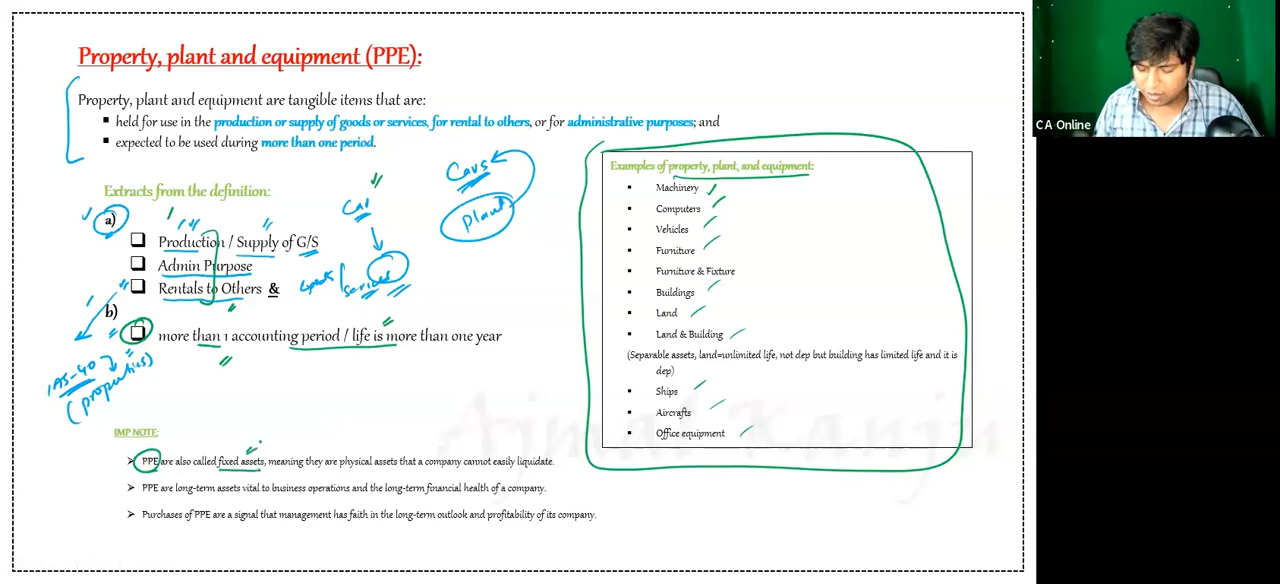 Property, plant and equipment (PPE):
Property, plant and equipment are tangible items that are:
▪ held for use in the production or supply of goods or services, for rental to others, or for administrative purposes; and
▪ expected to be used during more than one period.
Extracts from the definition:
a)
❑ Production / Supply of G/S
❑ Admin Purpose
❑ Rentals to Others &
b)
❑ more than 1 accounting period / life is more than one year
Car
goods / services
Cars
Plant
IAS-40
(properties)
IMP NOTE:
➢ PPE are also called fixed assets, meaning they are physical assets that a company cannot easily liquidate.
➢ PPE are long-term assets vital to business operations and the long-term financial health of a company.
➢ Purchases of PPE are a signal that management has faith in the long-term outlook and profitability of its company.
Examples of property, plant, and equipment:
▪ Machinery
▪ Computers
▪ Vehicles
▪ Furniture
▪ Furniture & Fixture
▪ Buildings
▪ Land
▪ Land & Building
(Separable assets, land=unlimited life, not dep but building has limited life and it is
dep)
▪ Ships
▪ Aircrafts
▪ Office equipment
Ajmal Kanju
CA Online